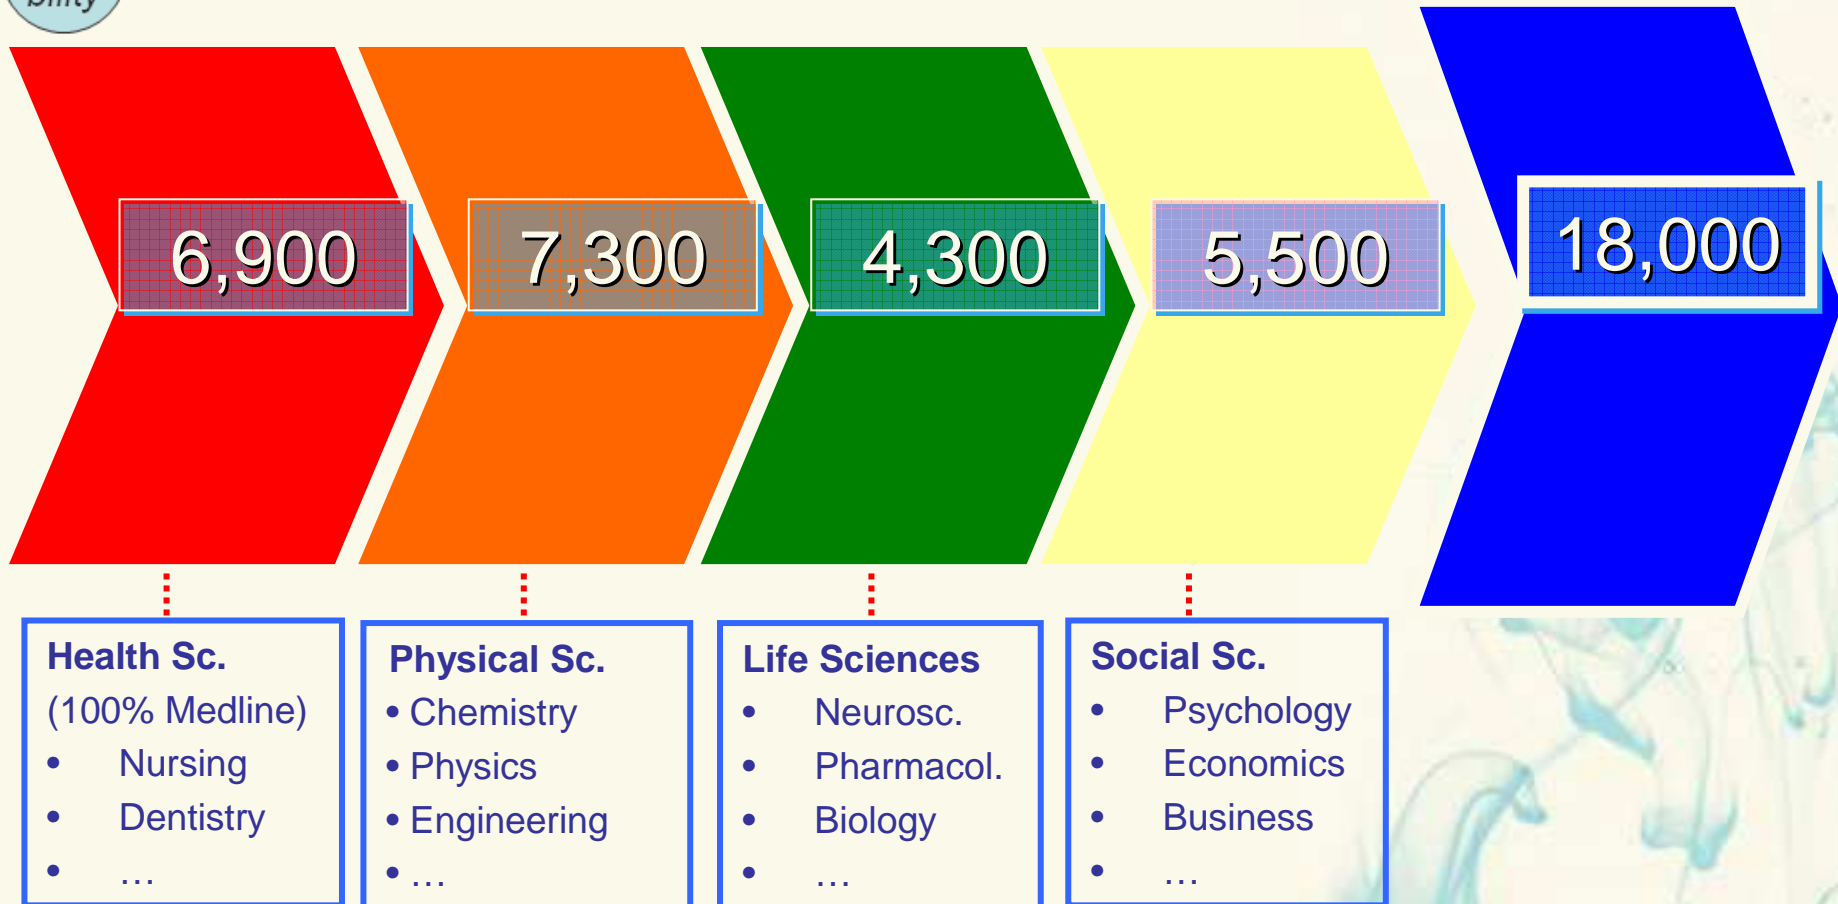 bility
6,900
7,300
4,300
5,500
18,000
Health Sc.
(100% Medline)
• Nursing
• Dentistry
• …
Physical Sc.
• Chemistry
• Physics
• Engineering
• …
Life Sciences
• Neurosc.
• Pharmacol.
• Biology
• …
Social Sc.
• Psychology
• Economics
• Business
• …